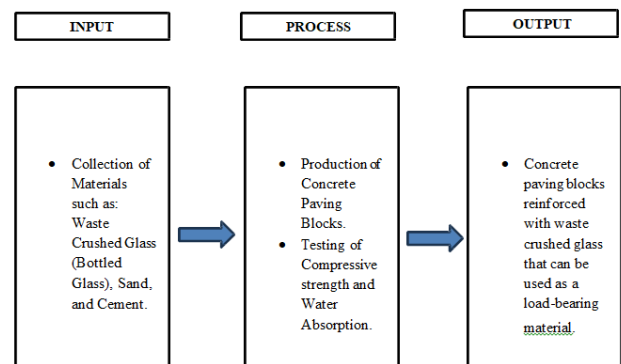 INPUT
PROCESS
OUTPUT
• Collection of
Materials
such as:
Waste
Crushed Glass
(Bottled
Glass), Sand,
and Cement.
• Production of
Concrete
Paving
Blocks.
• Testing of
Compressive
strength and
Water
Absorption.
• Concrete
paving blocks
reinforced
with waste
crushed glass
that can be
used as a
load-bearing
material.